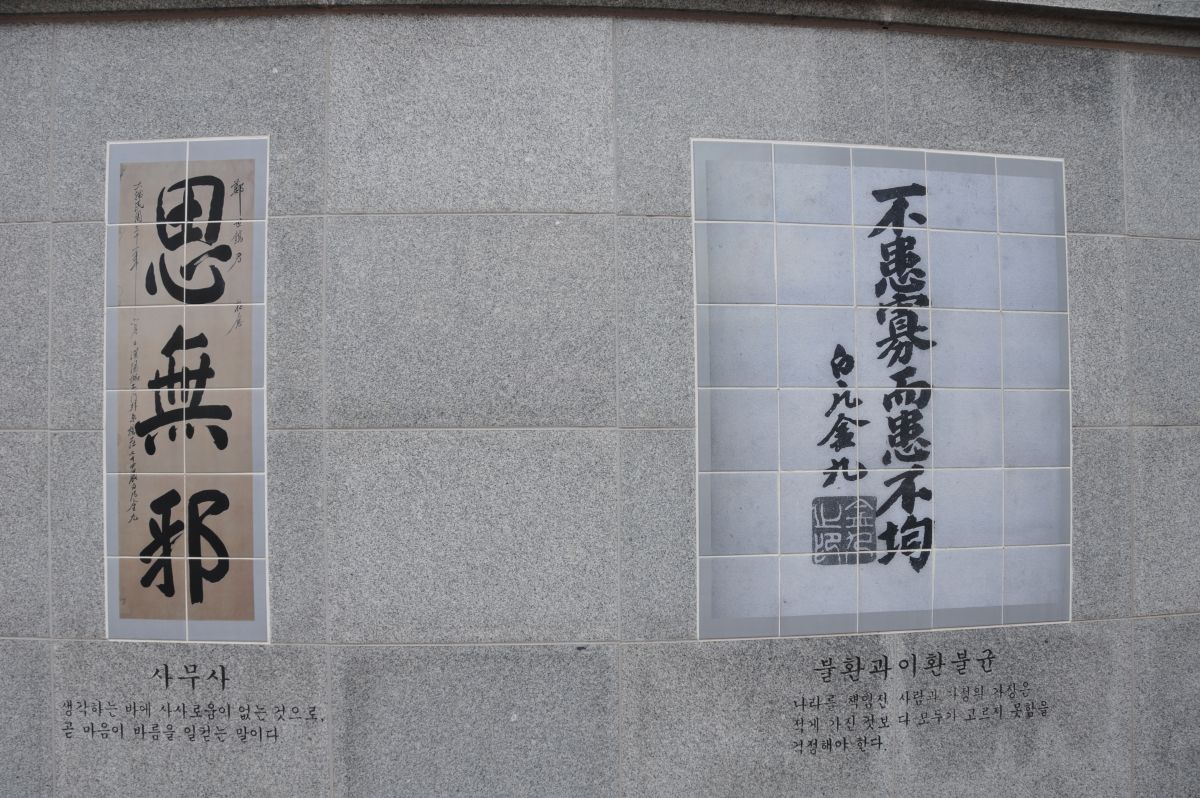 思無邪
사무사
생각하는 바에 사사로움이 없는 것으로,
곧 마음이 바름을 일컫는 말이다
不患寡而患不均
白凡金九
불환과이환불균
나라를 책임진 사람과 가정의 가장은
적게 가진 것보다 모두가 고르지 못함을
걱정해야 한다.